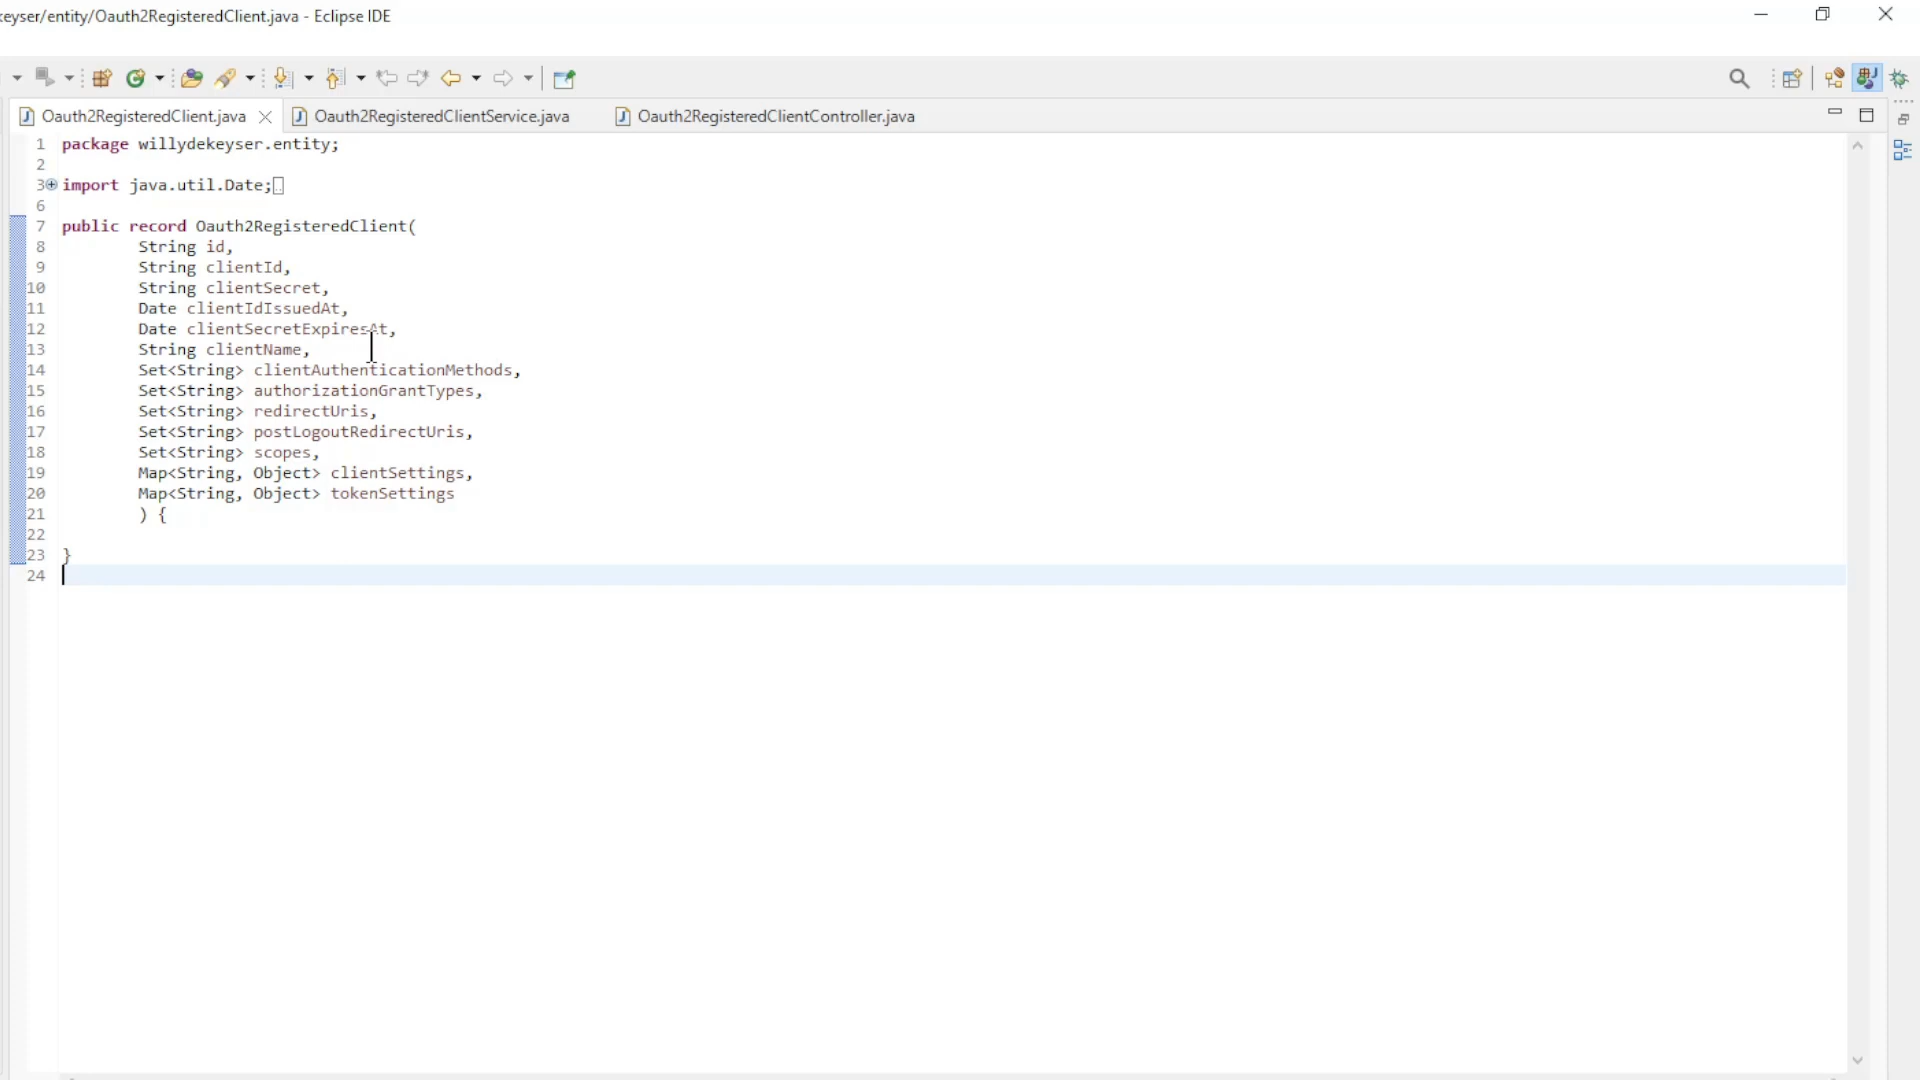 keyser/entity/Oauth2RegisteredClient.java - Eclipse IDE
Oauth2RegisteredClient.java
Oauth2RegisteredClientService.java
Oauth2RegisteredClientController.java
1 package willydekeyser.entity;
2
3 import java.util.Date;
6
7 public record Oauth2RegisteredClient(
8 String id,
9 String clientId,
10 String clientSecret,
11 Date clientIdIssuedAt,
12 Date clientSecretExpiresAt,
13 String clientName,
14 Set<String> clientAuthenticationMethods,
15 Set<String> authorizationGrantTypes,
16 Set<String> redirectUris,
17 Set<String> postLogoutRedirectUris,
18 Set<String> scopes,
19 Map<String, Object> clientSettings,
20 Map<String, Object> tokenSettings
21 ) {
22
23 }
24